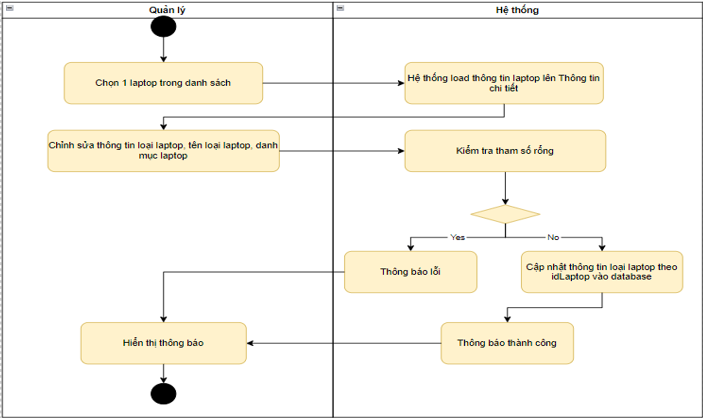 Quản lý
Hệ thống
Chọn 1 laptop trong danh sách
Hệ thống load thông tin laptop lên Thông tin
chi tiết
Chỉnh sửa thông tin loại laptop, tên loại laptop, danh
mục laptop
Kiểm tra tham số rỗng
Yes
No
Thông báo lỗi
Cập nhật thông tin loại laptop theo
idLaptop vào database
Hiển thị thông báo
Thông báo thành công